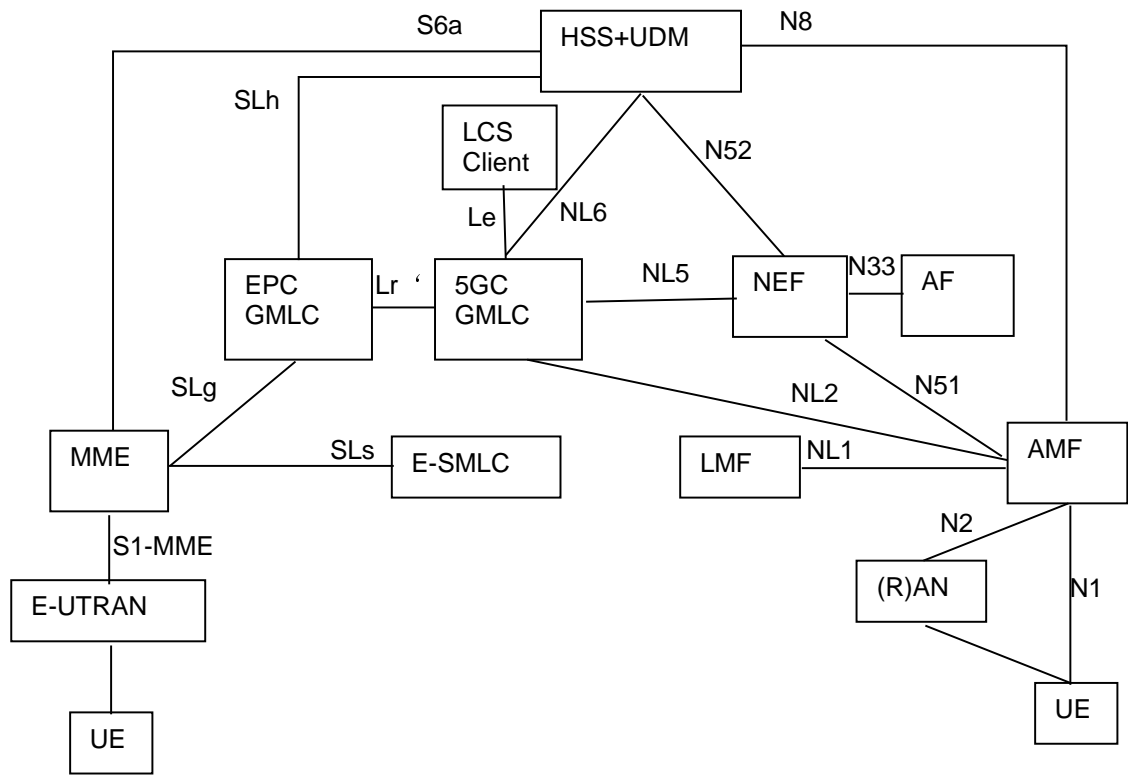 S6a
N8
HSS+UDM
SLh
LCS
Client
N52
Le
NL6
EPC
GMLC
Lr ‘
5GC
GMLC
NL5
NEF
N33
AF
SLg
NL2
N51
MME
SLs
E-SMLC
LMF
NL1
AMF
S1-MME
N2
E-UTRAN
(R)AN
N1
UE
UE